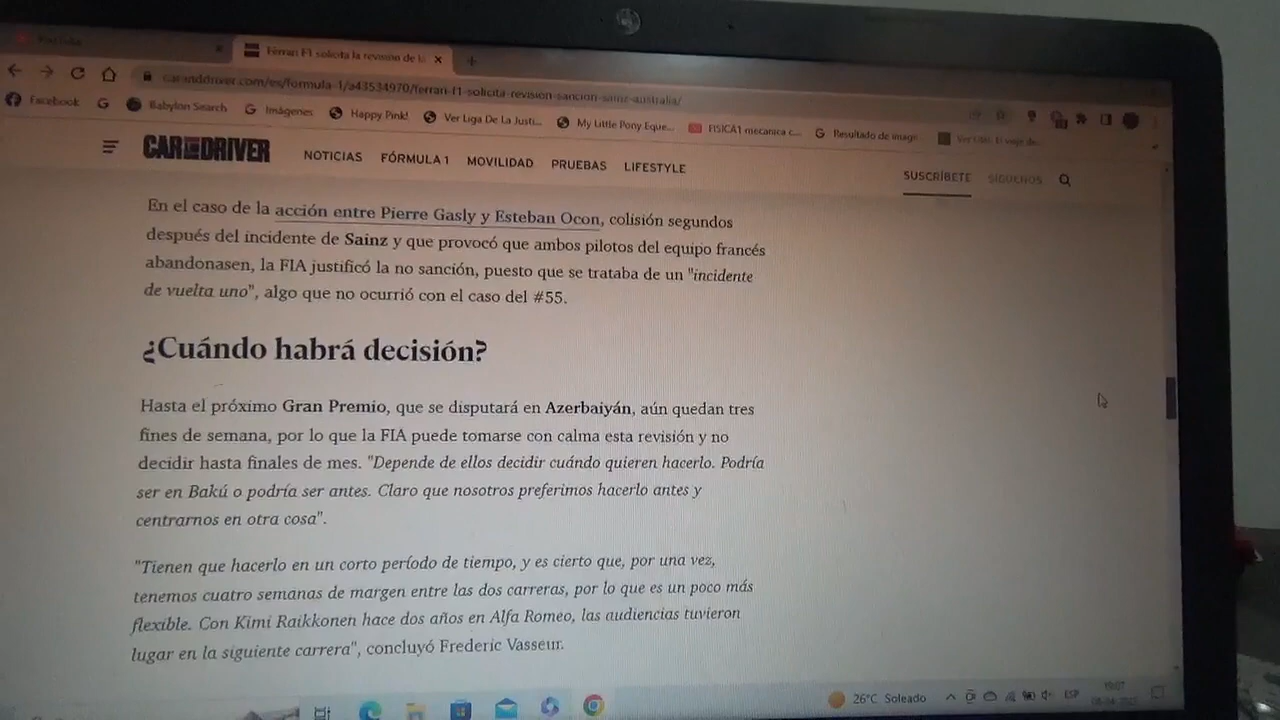 YouTube
Ferrari F1 solicita la revisión de la
caranddriver.com/es/formula-1/a43534970/ferrari-f1-solicita-revision-sancion-sainz-australia/
Facebook Babylon Search Imágenes Happy Pink! Ver Liga De La Justi... My Little Pony Eque... FISICA1 mecanica c... Resultado de imag...
CAR AND DRIVER NOTICIAS FÓRMULA 1 MOVILIDAD PRUEBAS LIFESTYLE SUSCRÍBETE SÍGUENOS
En el caso de la acción entre Pierre Gasly y Esteban Ocon, colisión segundos
después del incidente de Sainz y que provocó que ambos pilotos del equipo francés
abandonasen, la FIA justificó la no sanción, puesto que se trataba de un "incidente
de vuelta uno", algo que no ocurrió con el caso del #55.
¿Cuándo habrá decisión?
Hasta el próximo Gran Premio, que se disputará en Azerbaiyán, aún quedan tres
fines de semana, por lo que la FIA puede tomarse con calma esta revisión y no
decidir hasta finales de mes. "Depende de ellos decidir cuándo quieren hacerlo. Podría
ser en Bakú o podría ser antes. Claro que nosotros preferimos hacerlo antes y
centrarnos en otra cosa".
"Tienen que hacerlo en un corto período de tiempo, y es cierto que, por una vez,
tenemos cuatro semanas de margen entre las dos carreras, por lo que es un poco más
flexible. Con Kimi Raikkonen hace dos años en Alfa Romeo, las audiencias tuvieron
lugar en la siguiente carrera", concluyó Frederic Vasseur.
26°C Soleado ESP